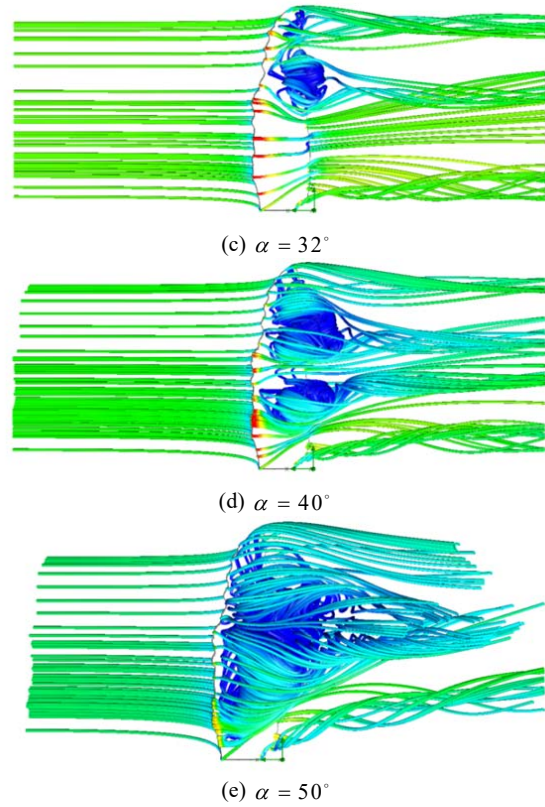 (c) α = 32°
(d) α = 40°
(e) α = 50°